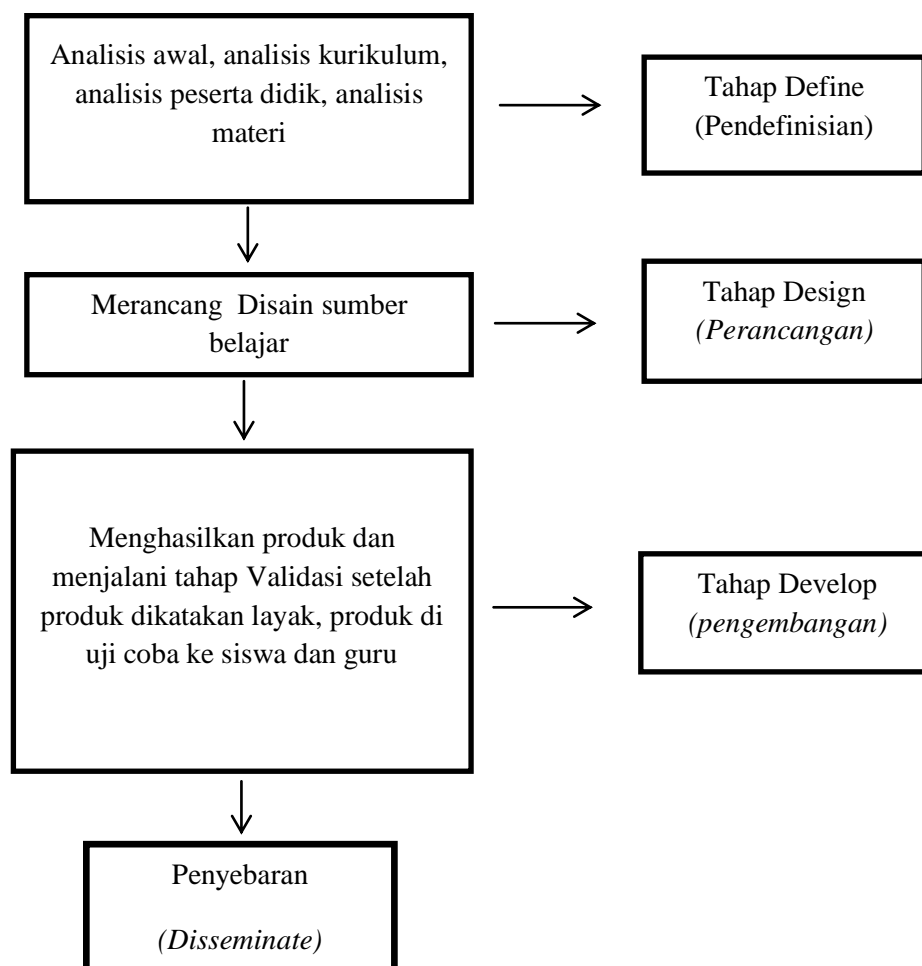 Analisis awal, analisis kurikulum,
analisis peserta didik, analisis
materi
Tahap Define
(Pendefinisian)
Merancang  Disain sumber
belajar
Tahap Design
(Perancangan)
Menghasilkan produk dan
menjalani tahap Validasi setelah
produk dikatakan layak, produk di
uji coba ke siswa dan guru
Tahap Develop
(pengembangan)
Penyebaran
(Disseminate)